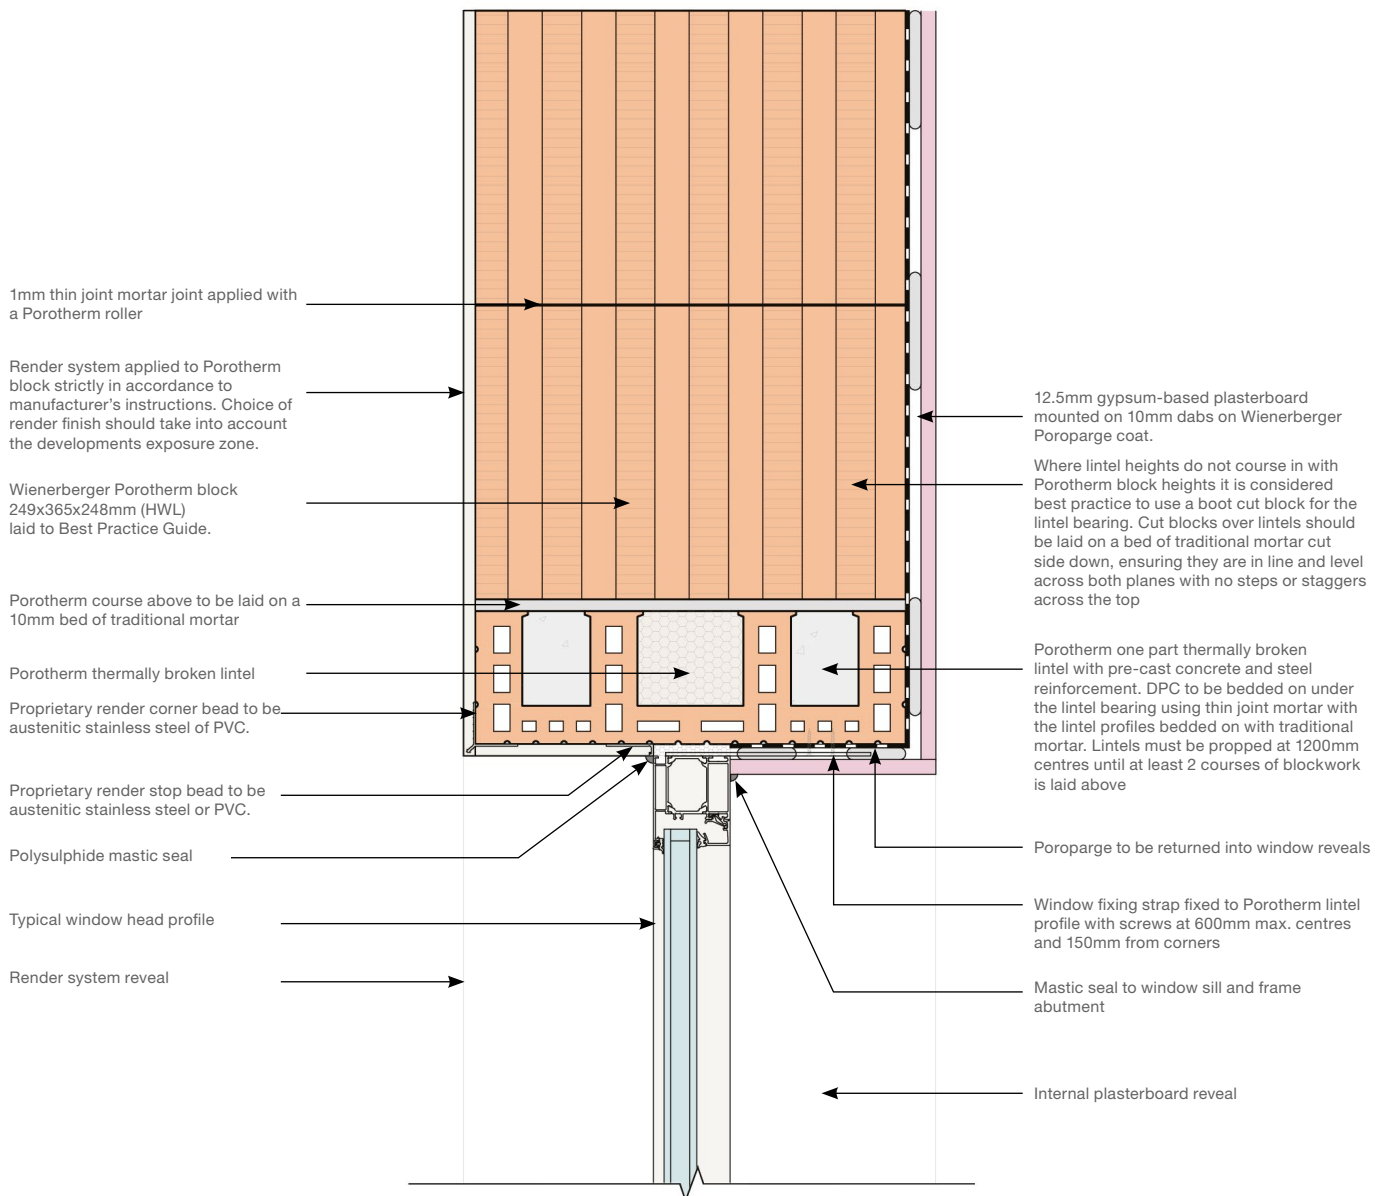 1mm thin joint mortar joint applied with
a Porotherm roller
Render system applied to Porotherm
block strictly in accordance to
manufacturer's instructions. Choice of
render finish should take into account
the developments exposure zone.
Wienerberger Porotherm block
249x365x248mm (HWL)
laid to Best Practice Guide.
Porotherm course above to be laid on a
10mm bed of traditional mortar
Porotherm thermally broken lintel
Proprietary render corner bead to be
austenitic stainless steel of PVC.
Proprietary render stop bead to be
austenitic stainless steel or PVC.
Polysulphide mastic seal
Typical window head profile
Render system reveal
12.5mm gypsum-based plasterboard
mounted on 10mm dabs on Wienerberger
Poroparge coat.
Where lintel heights do not course in with
Porotherm block heights it is considered
best practice to use a boot cut block for the
lintel bearing. Cut blocks over lintels should
be laid on a bed of traditional mortar cut
side down, ensuring they are in line and level
across both planes with no steps or staggers
across the top
Porotherm one part thermally broken
lintel with pre-cast concrete and steel
reinforcement. DPC to be bedded on under
the lintel bearing using thin joint mortar with
the lintel profiles bedded on with traditional
mortar. Lintels must be propped at 1200mm
centres until at least 2 courses of blockwork
is laid above
Poroparge to be returned into window reveals
Window fixing strap fixed to Porotherm lintel
profile with screws at 600mm max. centres
and 150mm from corners
Mastic seal to window sill and frame
abutment
Internal plasterboard reveal